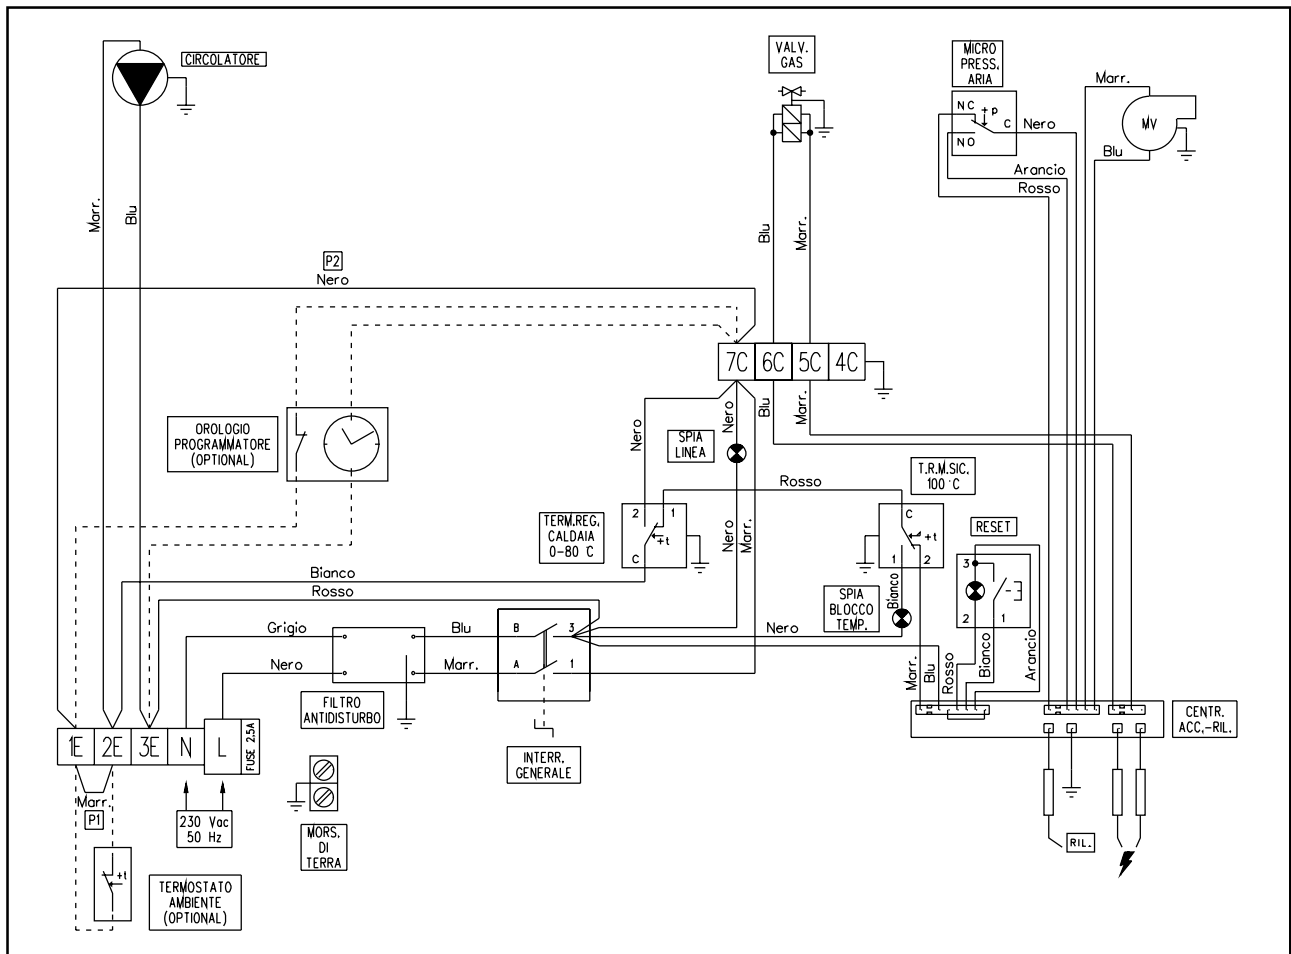 CIRCOLATORE
VALV.
GAS
MICRO
PRESS.
ARIA
Marr.
NC
+p
C
Nero
NO
MV
Blu
Arancio
Rosso
Marr.
Blu
Blu
Marr.
P2
Nero
7C
6C
5C
4C
OROLOGIO
PROGRAMMATORE
(OPTIONAL)
Nero
Nero
Blu
Marr.
SPIA
LINEA
T.R.M.SIC.
100°C
Rosso
TERM.REG.
CALDAIA
0-80°C
2
1
+t
C
Nero
Marr.
C
+t
1
2
RESET
3
2
1
Bianco
Rosso
Bianco
SPIA
BLOCCO
TEMP.
Grigio
Blu
B
3
Nero
Nero
Marr.
A
1
Marr.
Blu
Rosso
Bianco
Arancio
FILTRO
ANTIDISTURBO
1E
2E
3E
N
L
FUSE 2.5A
INTERR.
GENERALE
CENTR.
ACC.-RIL.
Marr.
P1
230 Vac
50 Hz
MORS.
DI
TERRA
RIL.
+t
TERMOSTATO
AMBIENTE
(OPTIONAL)